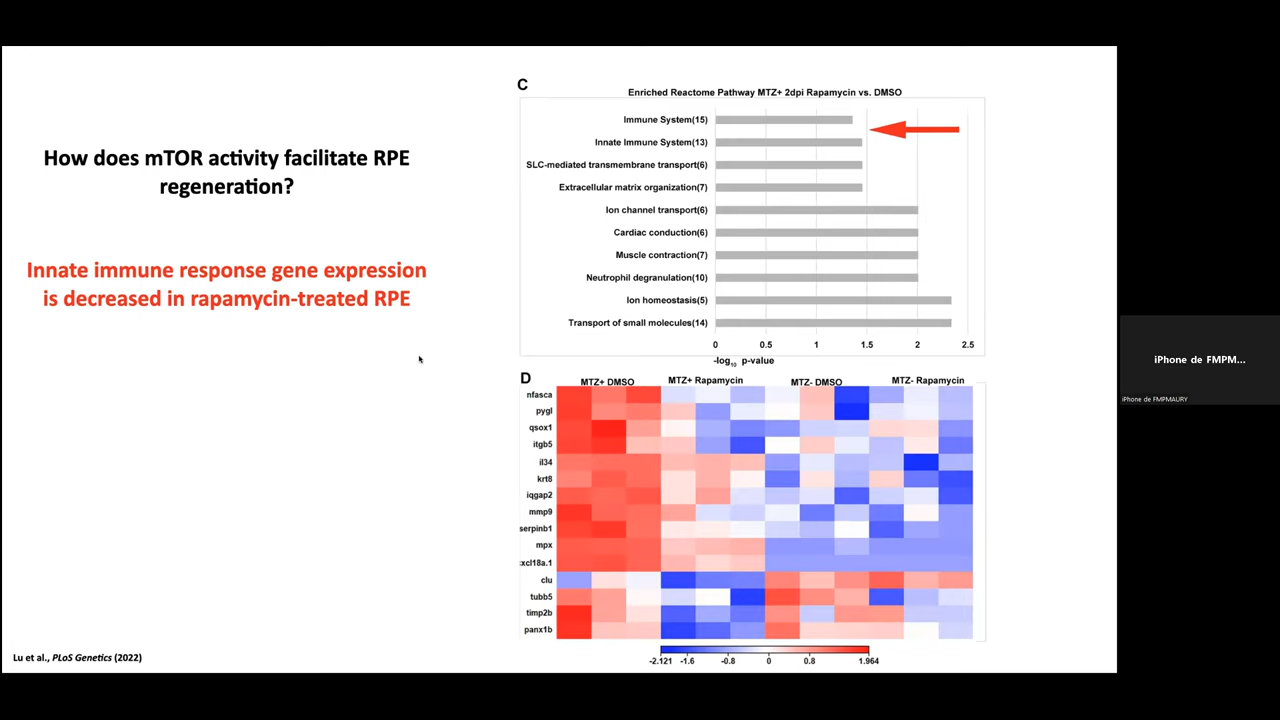 How does mTOR activity facilitate RPE
regeneration?
Innate immune response gene expression
is decreased in rapamycin-treated RPE
Lu et al., PLoS Genetics (2022)
C
Enriched Reactome Pathway MTZ+ 2dpi Rapamycin vs. DMSO
Immune System(15)
Innate Immune System(13)
SLC-mediated transmembrane transport(6)
Extracellular matrix organization(7)
Ion channel transport(6)
Cardiac conduction(6)
Muscle contraction(7)
Neutrophil degranulation(10)
Ion homeostasis(5)
Transport of small molecules(14)
0 0.5 1 1.5 2 2.5
-log10 p-value
D
MTZ+ DMSO MTZ+ Rapamycin MTZ- DMSO MTZ- Rapamycin
nfasca
pygl
qsox1
itgb5
il34
krt8
iqgap2
mmp9
serpinb1
mpx
xcl18a.1
clu
tubb5
timp2b
panx1b
-2.121 -1.6 -0.8 0 0.8 1.964
iPhone de FMPM...
iPhone de FMPMAURY